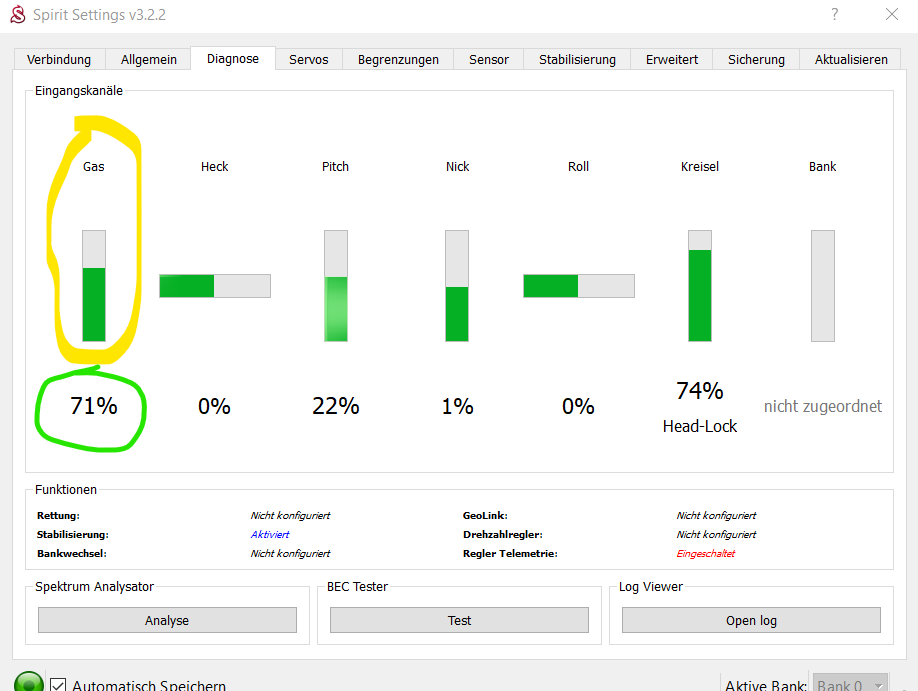 Spirit Settings v3.2.2
Verbindung Allgemein Diagnose Servos Begrenzungen Sensor Stabilisierung Erweitert Sicherung Aktualisieren
Eingangskanäle
Gas Heck Pitch Nick Roll Kreisel Bank
71% 0% 22% 1% 0% 74% nicht zugeordnet
Head-Lock
Funktionen
Rettung: Nicht konfiguriert GeoLink: Nicht konfiguriert
Stabilisierung: Aktiviert Drehzahlregler: Nicht konfiguriert
Bankwechsel: Nicht konfiguriert Regler Telemetrie: Eingeschaltet
Spektrum Analysator BEC Tester Log Viewer
Analyse Test Open log
Automatisch Speichern Aktive Bank: Bank 0